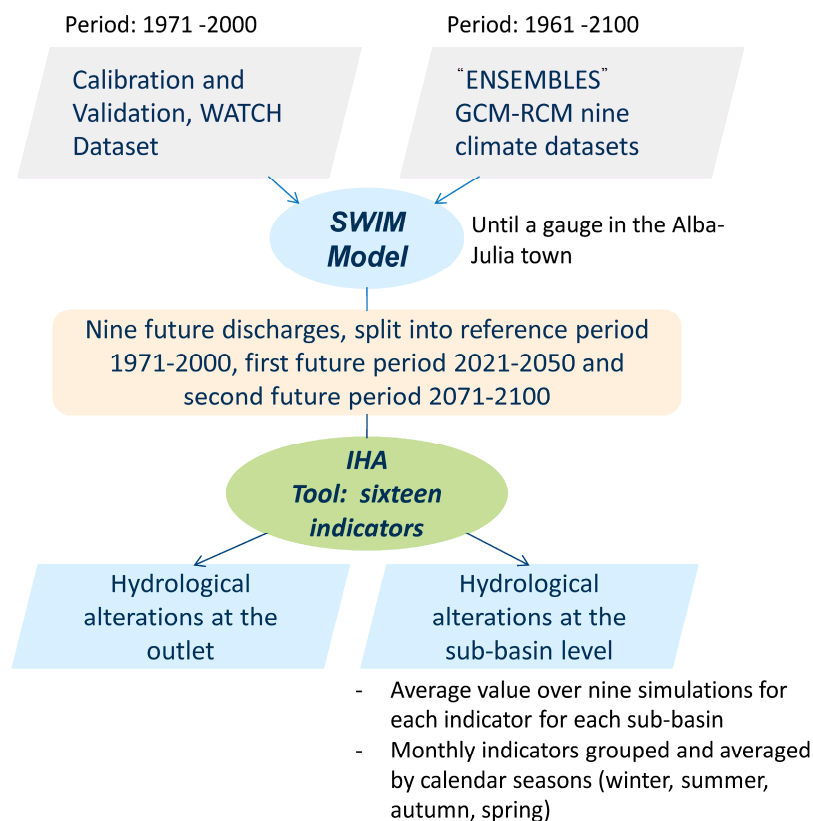 Period: 1971 -2000
Period: 1961 -2100
Calibration and
Validation, WATCH
Dataset
“ENSEMBLES”
GCM-RCM nine
climate datasets
SWIM
Model
Until a gauge in the Alba-
Julia town
Nine future discharges, split into reference period
1971-2000, first future period 2021-2050 and
second future period 2071-2100
IHA
Tool: sixteen
indicators
Hydrological
alterations at the
outlet
Hydrological
alterations at the
sub-basin level
- Average value over nine simulations for
each indicator for each sub-basin
- Monthly indicators grouped and averaged
by calendar seasons (winter, summer,
autumn, spring)